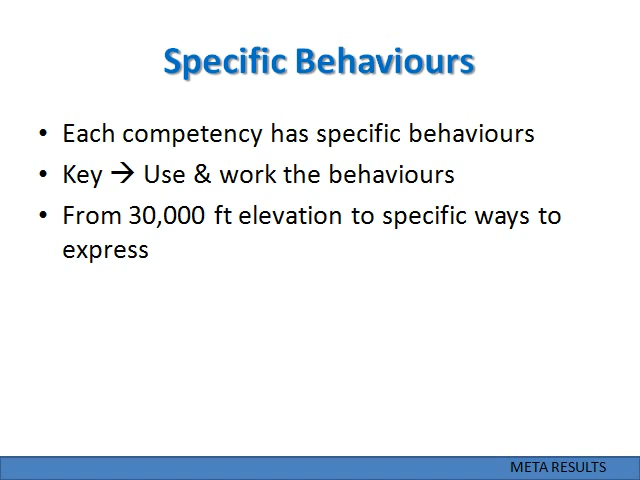 Specific Behaviours
• Each competency has specific behaviours
• Key → Use & work the behaviours
• From 30,000 ft elevation to specific ways to
express
META RESULTS